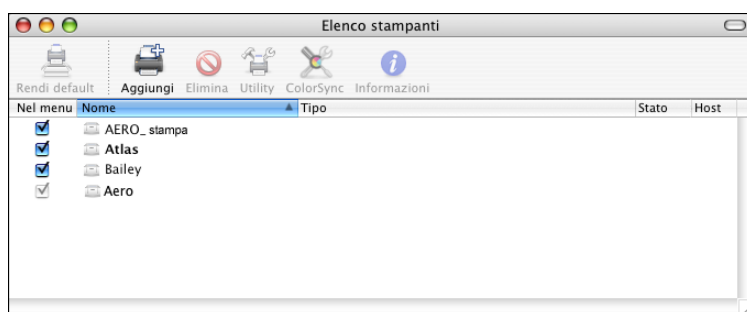 Elenco stampanti
Rendi default Aggiungi Elimina Utility ColorSync Informazioni
Nel menu Nome Tipo Stato Host
AERO_ stampa
Atlas
Bailey
Aero